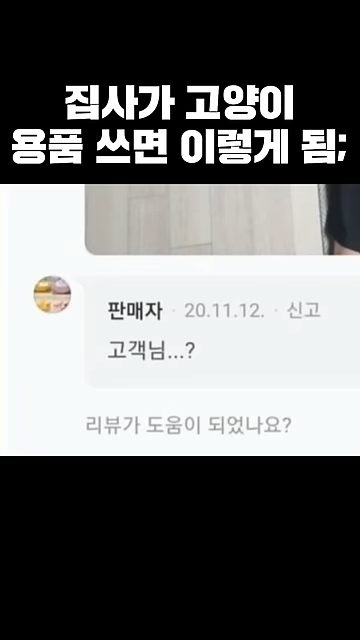 집사가 고양이
용품 쓰면 이렇게 됨;
판매자 · 20.11.12. · 신고
고객님...?
리뷰가 도움이 되었나요?